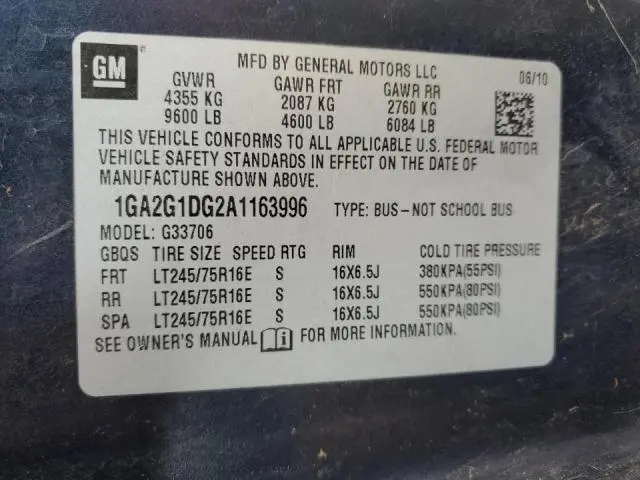 GM
MFD BY GENERAL MOTORS LLC 06/10
GVWR GAWR FRT GAWR RR
4355 KG 2087 KG 2760 KG
9600 LB 4600 LB 6084 LB
THIS VEHICLE CONFORMS TO ALL APPLICABLE U.S. FEDERAL MOTOR
VEHICLE SAFETY STANDARDS IN EFFECT ON THE DATE OF
MANUFACTURE SHOWN ABOVE.
1GA2G1DG2A1163996 TYPE: BUS-NOT SCHOOL BUS
MODEL: G33706
GBQS TIRE SIZE SPEED RTG RIM COLD TIRE PRESSURE
FRT LT245/75R16E S 16X6.5J 380KPA(55PSI)
RR LT245/75R16E S 16X6.5J 550KPA(80PSI)
SPA LT245/75R16E S 16X6.5J 550KPA(80PSI)
SEE OWNER'S MANUAL i FOR MORE INFORMATION.